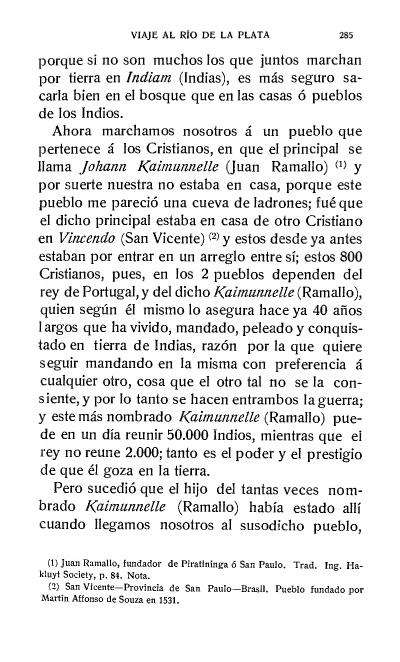 VIAJE AL RÍO DE LA PLATA 285
porque si no son muchos los que juntos marchan
por tierra en Indiam (Indias), es más seguro sa-
carla bien en el bosque que en las casas ó pueblos
de los Indios.
Ahora marchamos nosotros á un pueblo que
pertenece á los Cristianos, en que el principal se
llama Johann Kaimunnelle (Juan Ramallo) (1) y
por suerte nuestra no estaba en casa, porque este
pueblo me pareció una cueva de ladrones; fué que
el dicho principal estaba en casa de otro Cristiano
en Vincendo (San Vicente) (2) y estos desde ya antes
estaban por entrar en un arreglo entre sí; estos 800
Cristianos, pues, en los 2 pueblos dependen del
rey de Portugal, y del dicho Kaimunnelle (Ramallo),
quien según él mismo lo asegura hace ya 40 años
largos que ha vivido, mandado, peleado y conquis-
tado en tierra de Indias, razón por la que quiere
seguir mandando en la misma con preferencia á
cualquier otro, cosa que el otro tal no se la con-
siente, y por lo tanto se hacen entrambos la guerra;
y este más nombrado Kaimunnelle (Ramallo) pue-
de en un día reunir 50.000 Indios, mientras que el
rey no reune 2.000; tanto es el poder y el prestigio
de que él goza en la tierra.
Pero sucedió que el hijo del tantas veces nom-
brado Kaimunnelle (Ramallo) había estado allí
cuando llegamos nosotros al susodicho pueblo,
(1) Juan Ramallo, fundador de Piratininga ó San Paulo. Trad. Ing. Ha-
kluyt Society, p. 84. Nota.
(2) San Vicente—Provincia de San Paulo—Brasil. Pueblo fundado por
Martín Affonso de Souza en 1531.